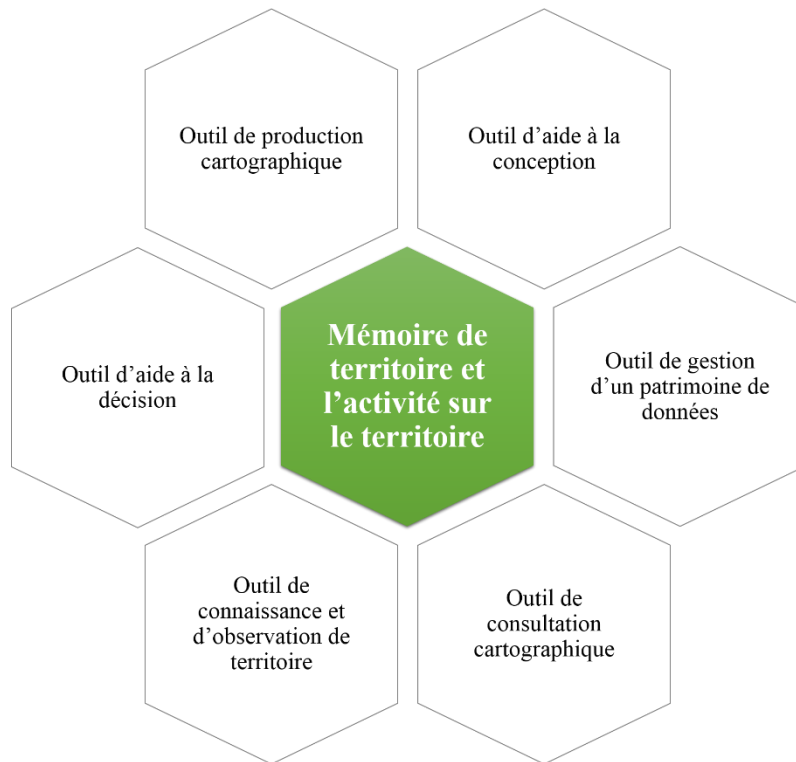 Outil de production
cartographique
Outil d’aide à la
conception
Outil d’aide à la
décision
Mémoire de
territoire et
l’activité sur
le territoire
Outil de gestion
d’un patrimoine de
données
Outil de
connaissance et
d’observation de
territoire
Outil de
consultation
cartographique